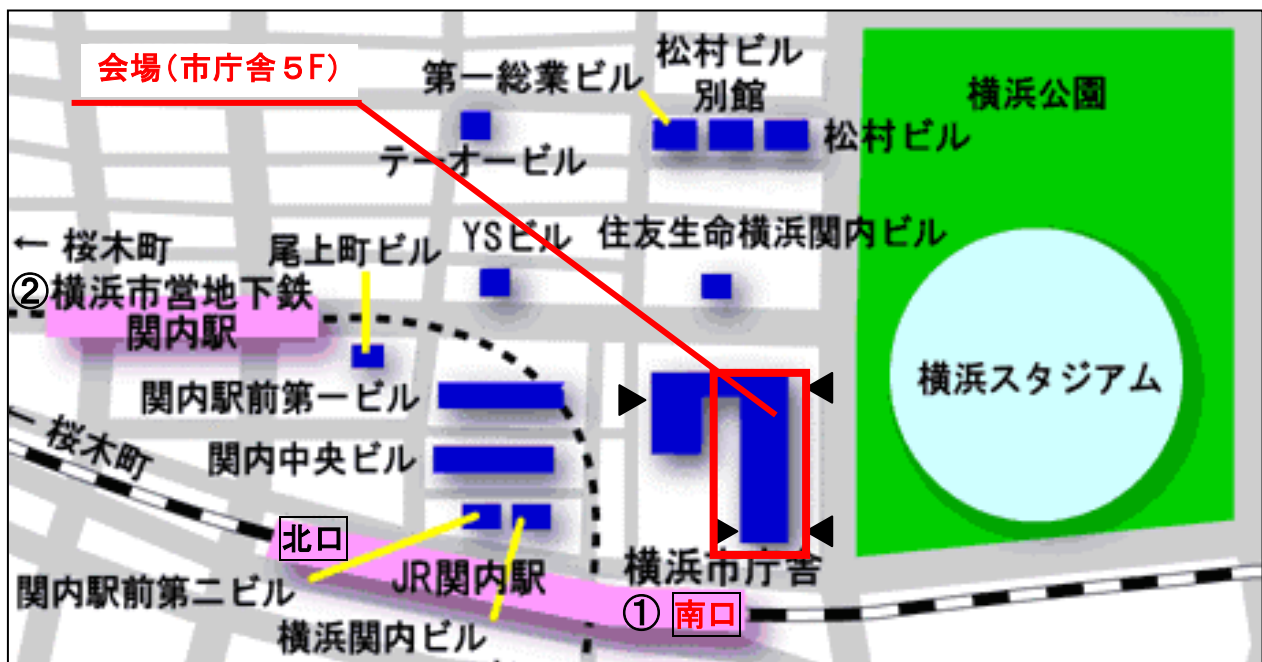 会場(市庁舎５F)
松村ビル
別館
第一総業ビル
横浜公園
松村ビル
テーオービル
← 桜木町
尾上町ビル
YSビル
住友生命横浜関内ビル
②横浜市営地下鉄
関内駅
横浜スタジアム
関内駅前第一ビル
← 桜木町
関内中央ビル
北口
JR関内駅
横浜市庁舎
関内駅前第二ビル
① 南口
横浜関内ビル